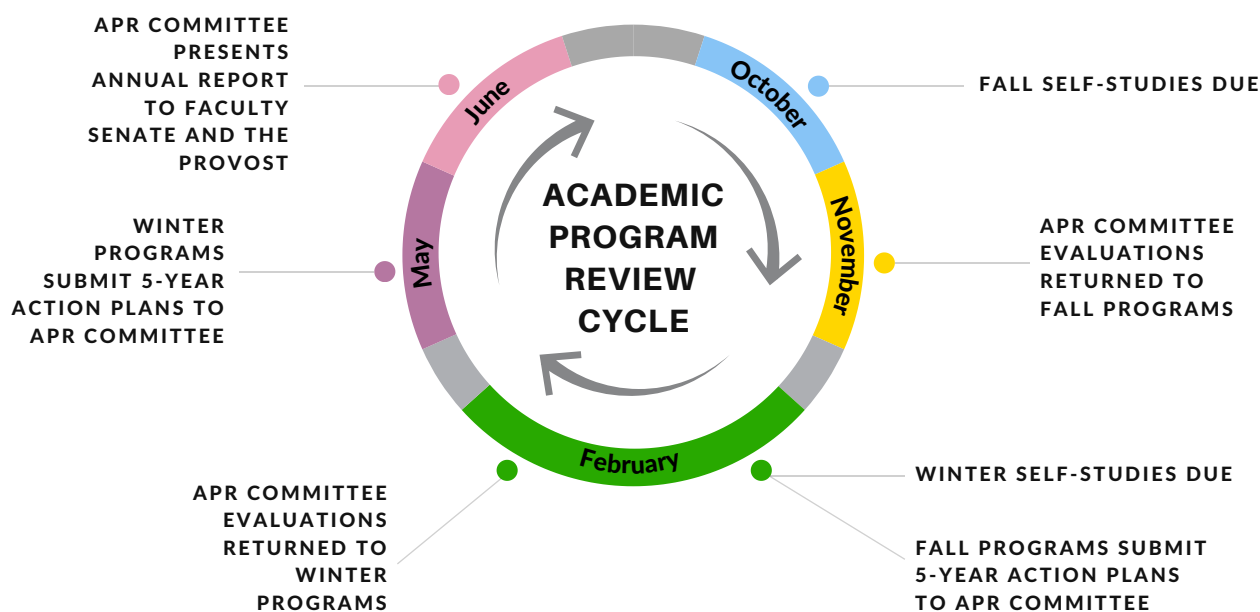 ACADEMIC
PROGRAM
REVIEW
CYCLE
October
FALL SELF-STUDIES DUE
November
APR COMMITTEE
EVALUATIONS
RETURNED TO
FALL PROGRAMS
February
WINTER SELF-STUDIES DUE
FALL PROGRAMS SUBMIT
5-YEAR ACTION PLANS
TO APR COMMITTEE
APR COMMITTEE
EVALUATIONS
RETURNED TO
WINTER
PROGRAMS
May
WINTER
PROGRAMS
SUBMIT 5-YEAR
ACTION PLANS TO
APR COMMITTEE
June
APR COMMITTEE
PRESENTS
ANNUAL REPORT
TO FACULTY
SENATE AND THE
PROVOST